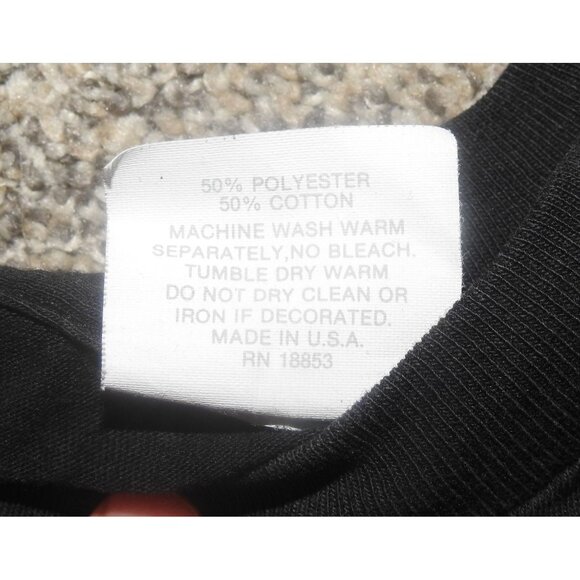 50% POLYESTER
50% COTTON
MACHINE WASH WARM
SEPARATELY, NO BLEACH.
TUMBLE DRY WARM
DO NOT DRY CLEAN OR
IRON IF DECORATED.
MADE IN U.S.A.
RN 18853